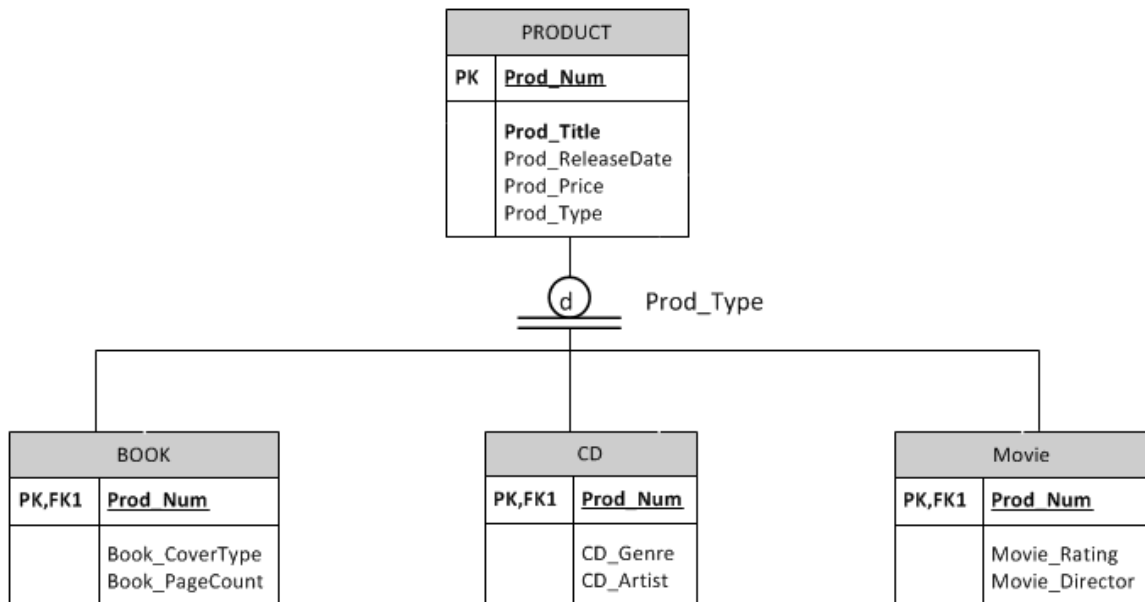 PRODUCT
PK Prod_Num
Prod_Title
Prod_ReleaseDate
Prod_Price
Prod_Type
d Prod_Type
BOOK
PK,FK1 Prod_Num
Book_CoverType
Book_PageCount
CD
PK,FK1 Prod_Num
CD_Genre
CD_Artist
Movie
PK,FK1 Prod_Num
Movie_Rating
Movie_Director